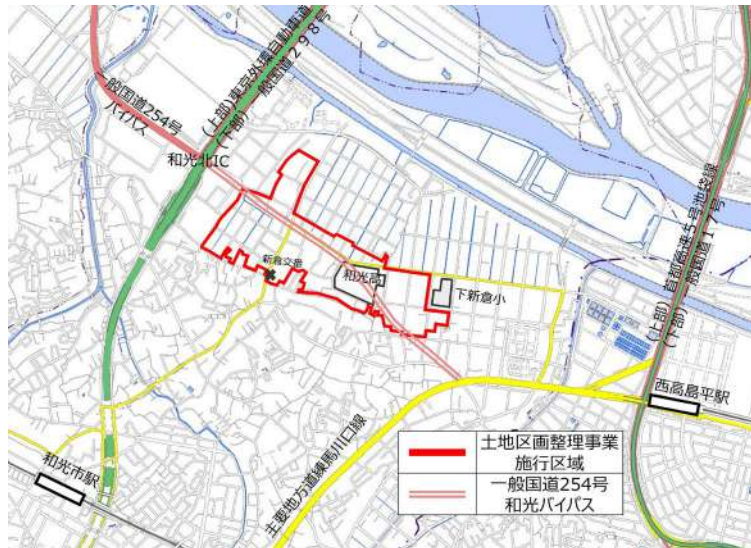 一般国道254号
バイパス
(上部)東京外環自動車道
(下部)一般国道298号
和光北IC
(上部)首都高速5号池袋線
(下部)一般国道17号
新倉交番
和光高
下新倉小
西高島平駅
主要地方道練馬川口線
和光市駅
土地区画整理事業
施行区域
一般国道254号
和光バイパス